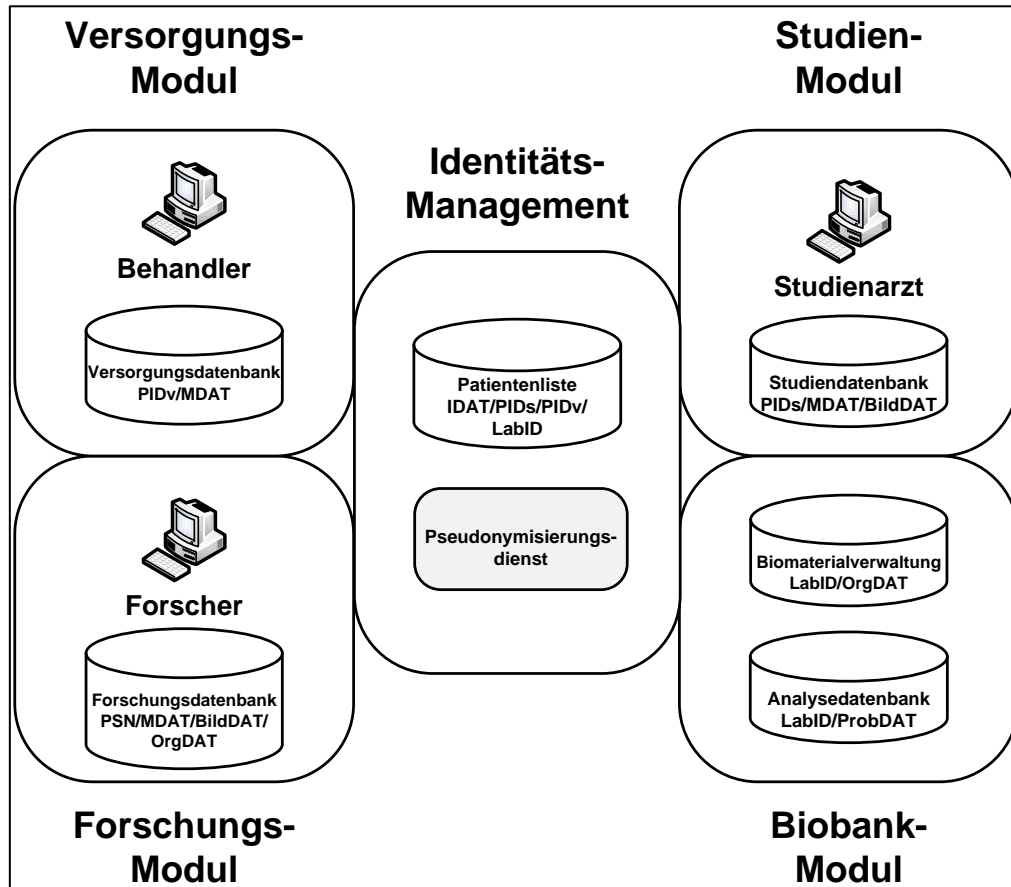 Versorgungs-
Modul
Studien-
Modul
Identitäts-
Management
Behandler
Versorgungsdatenbank
PIDv/MDAT
Studienarzt
Studiendatenbank
PIDs/MDAT/BildDAT
Patientenliste
IDAT/PIDs/PIDv/
LabID
Pseudonymisierungs-
dienst
Forscher
Forschungsdatenbank
PSN/MDAT/BildDAT/
OrgDAT
Biomaterialverwaltung
LabID/OrgDAT
Analysedatenbank
LabID/ProbDAT
Forschungs-
Modul
Biobank-
Modul